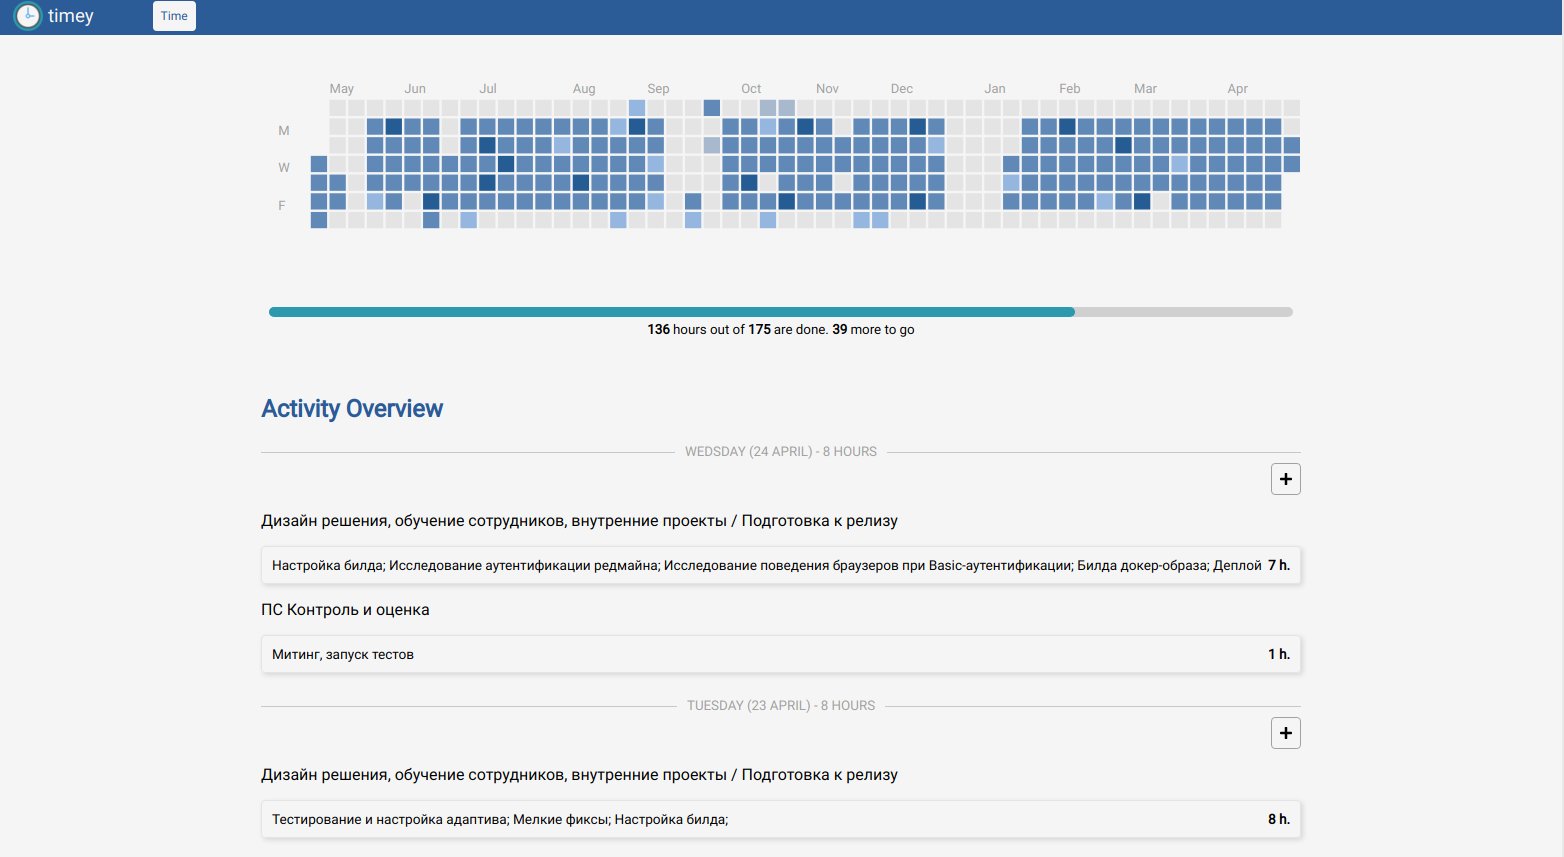 timey
Time
May Jun Jul Aug Sep Oct Nov Dec Jan Feb Mar Apr
M
W
F
136 hours out of 175 are done. 39 more to go
Activity Overview
WEDSDAY (24 APRIL) - 8 HOURS
+
Дизайн решения, обучение сотрудников, внутренние проекты / Подготовка к релизу
Настройка билда; Исследование аутентификации редмайна; Исследование поведения браузеров при Basic-аутентификации; Билда докер-образа; Деплой 7 h.
ПС Контроль и оценка
Митинг, запуск тестов 1 h.
TUESDAY (23 APRIL) - 8 HOURS
+
Дизайн решения, обучение сотрудников, внутренние проекты / Подготовка к релизу
Тестирование и настройка адаптива; Мелкие фиксы; Настройка билда; 8 h.